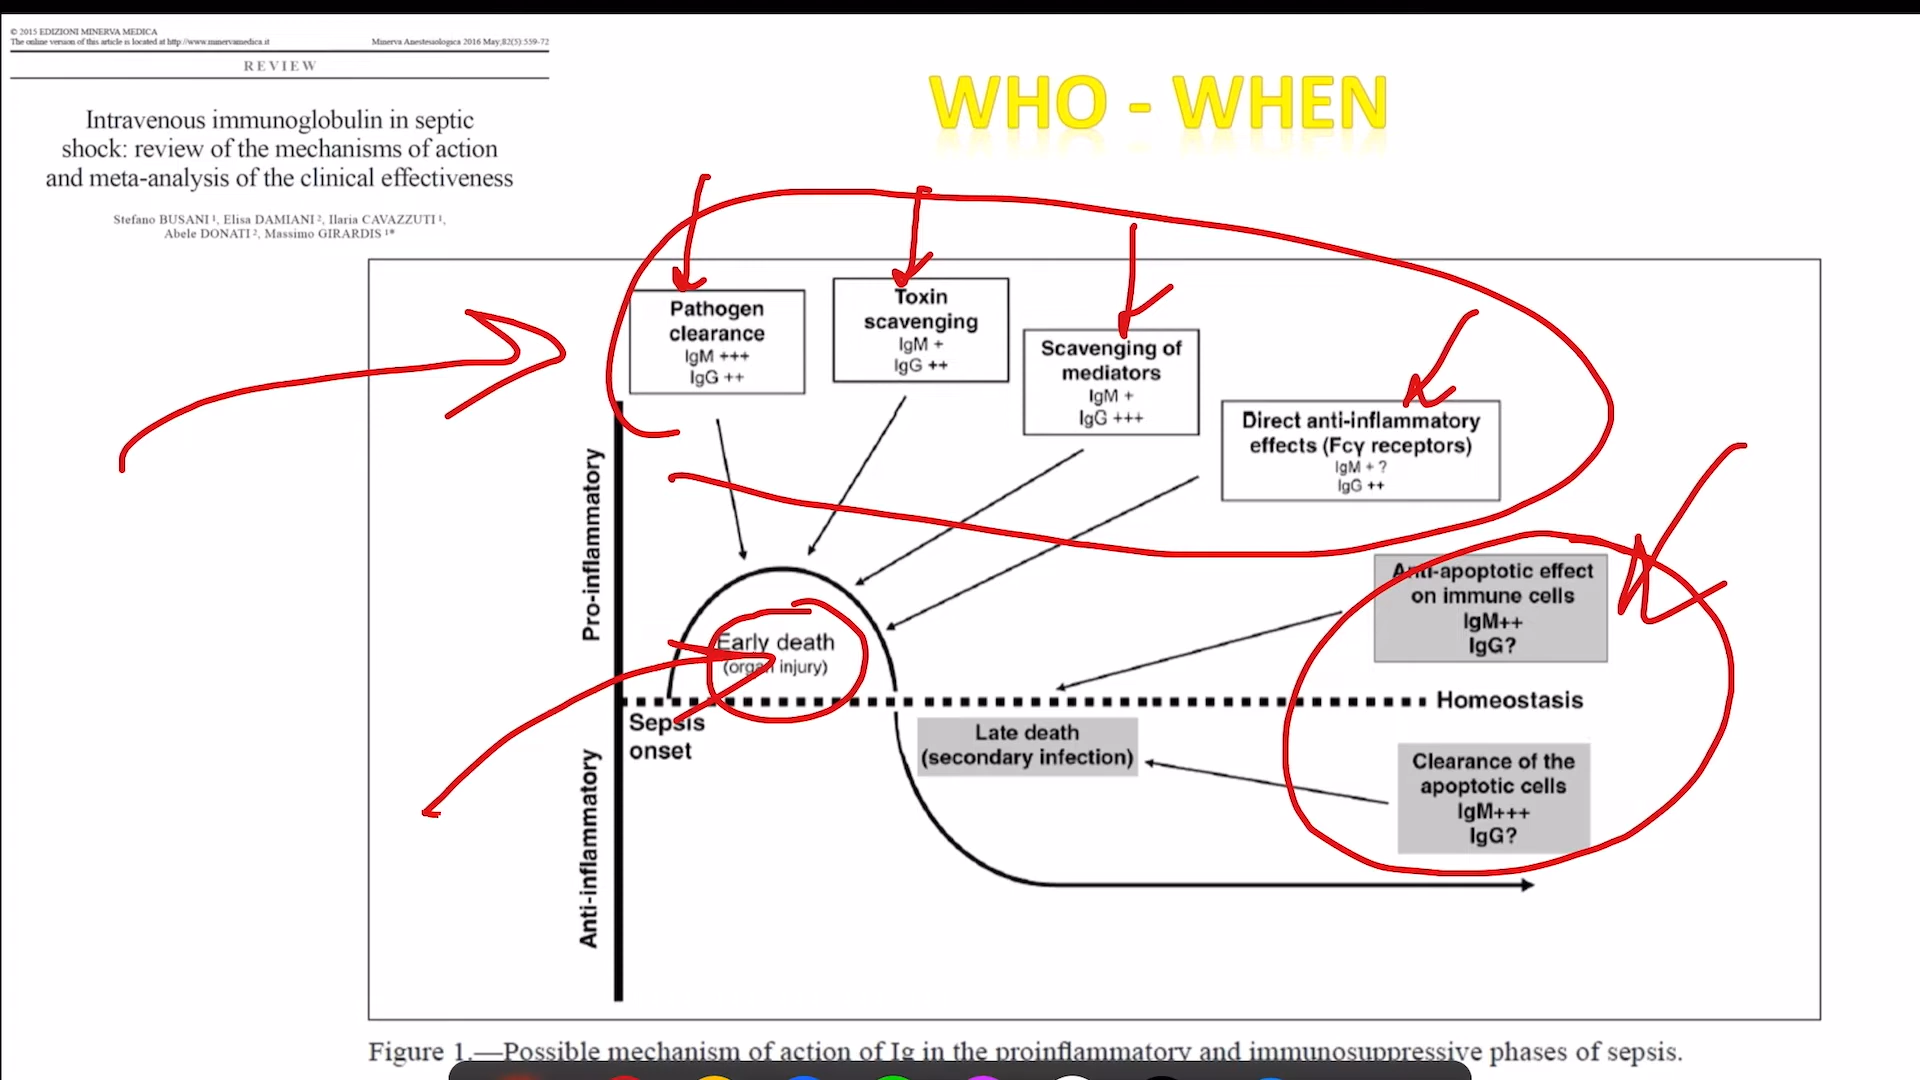 © 2015 EDIZIONI MINERVA MEDICA
The online version of this article is located at http://www.minervamedica.it
Minerva Anestesiologica 2016 May;82(5):559-72
REVIEW
Intravenous immunoglobulin in septic
shock: review of the mechanisms of action
and meta-analysis of the clinical effectiveness
Stefano BUSANI ¹, Elisa DAMIANI ², Ilaria CAVAZZUTI ¹,
Abele DONATI ², Massimo GIRARDIS ¹*
WHO - WHEN
Pathogen
clearance
IgM +++
IgG ++
Toxin
scavenging
IgM +
IgG ++
Scavenging of
mediators
IgM +
IgG +++
Direct anti-inflammatory
effects (Fcγ receptors)
IgM + ?
IgG ++
Pro-inflammatory
Anti-inflammatory
Early death
(organ injury)
Sepsis
onset
Anti-apoptotic effect
on immune cells
IgM++
IgG?
Homeostasis
Late death
(secondary infection)
Clearance of the
apoptotic cells
IgM+++
IgG?
Figure 1.—Possible mechanism of action of Ig in the proinflammatory and immunosuppressive phases of sepsis.